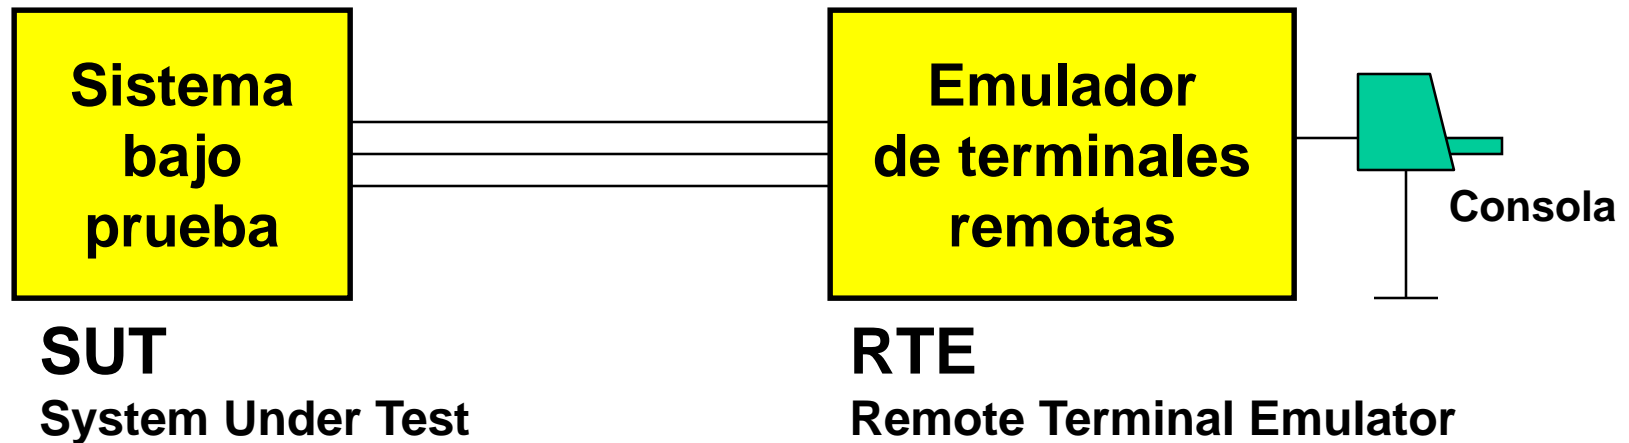 Sistema
bajo
prueba
Emulador
de terminales
remotas
Consola
SUT
System Under Test
RTE
Remote Terminal Emulator